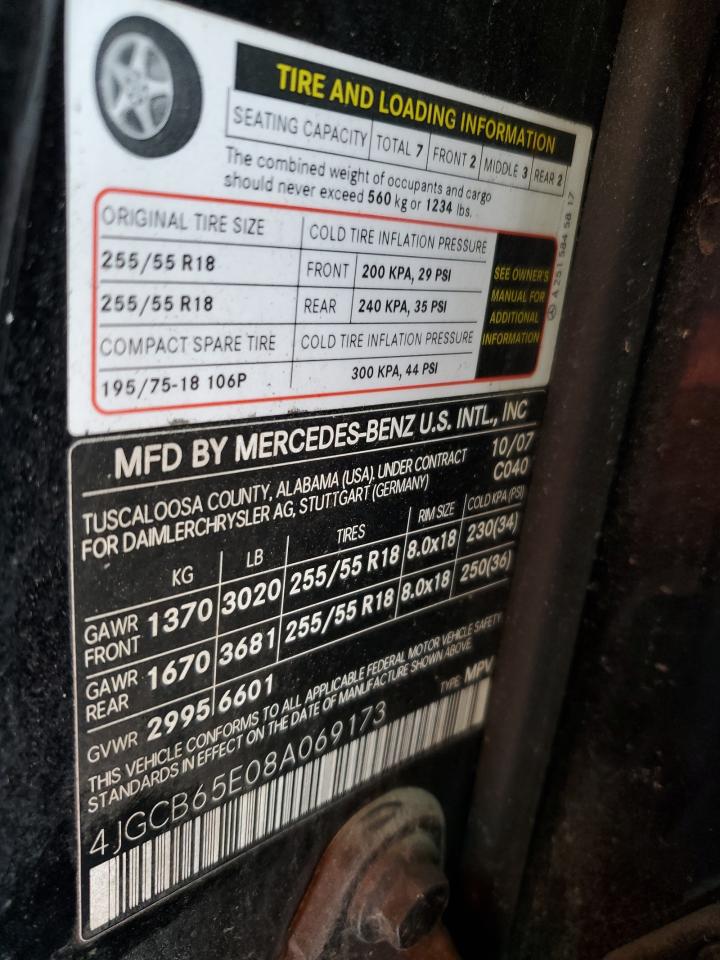 TIRE AND LOADING INFORMATION
SEATING CAPACITY TOTAL 7 FRONT 2 MIDDLE 3 REAR 2
The combined weight of occupants and cargo
should never exceed 560 kg or 1234 lbs.
ORIGINAL TIRE SIZE COLD TIRE INFLATION PRESSURE
255/55 R18 FRONT 200 KPA, 29 PSI
255/55 R18 REAR 240 KPA, 35 PSI
COMPACT SPARE TIRE COLD TIRE INFLATION PRESSURE
195/75-18 106P 300 KPA, 44 PSI
SEE OWNER'S
MANUAL FOR
ADDITIONAL
INFORMATION
A 251 584 58 17
MFD BY MERCEDES-BENZ U.S. INTL., INC
TUSCALOOSA COUNTY, ALABAMA (USA), UNDER CONTRACT 10/07
FOR DAIMLERCHRYSLER AG, STUTTGART (GERMANY) C040
KG LB TIRES RIM SIZE COLD KPA (PSI)
GAWR FRONT 1370 3020 255/55 R18 8.0x18 230(34)
GAWR REAR 1670 3681 255/55 R18 8.0x18 250(36)
GVWR 2995 6601
THIS VEHICLE CONFORMS TO ALL APPLICABLE FEDERAL MOTOR VEHICLE SAFETY
STANDARDS IN EFFECT ON THE DATE OF MANUFACTURE SHOWN ABOVE.
TYPE: MPV
4JGCB65E08A069173